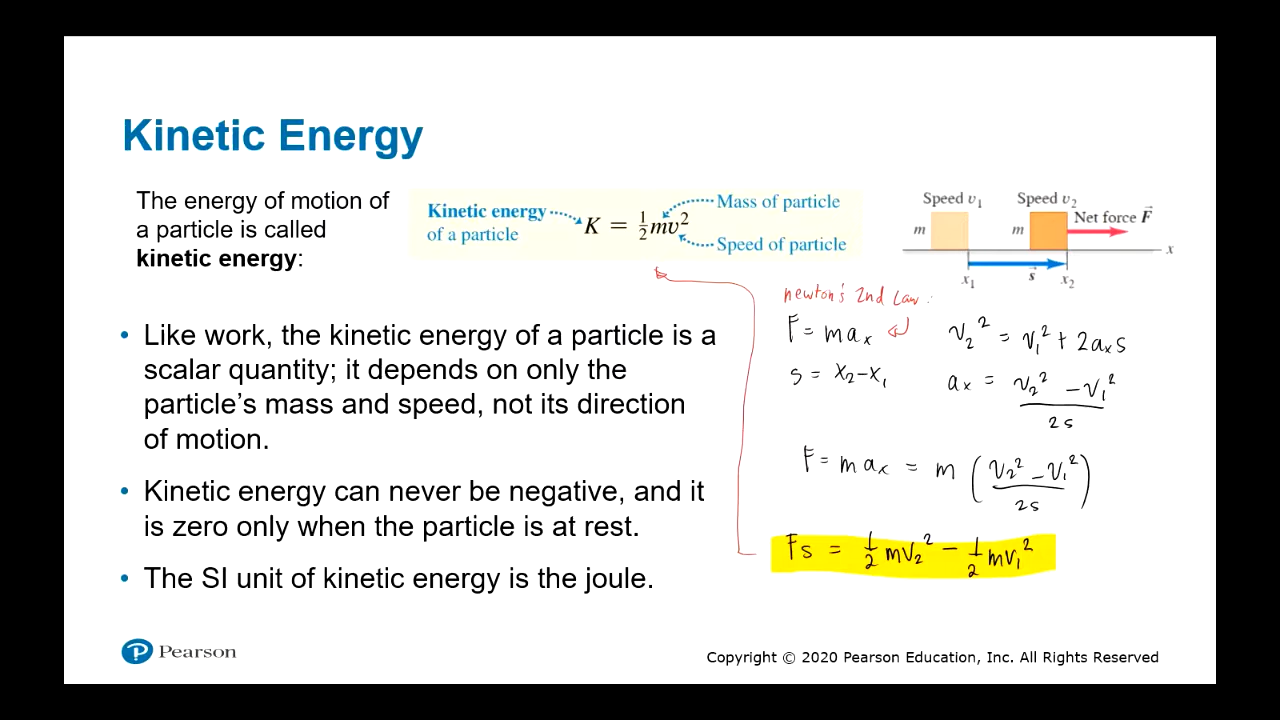 Kinetic Energy
The energy of motion of
a particle is called
kinetic energy:
Kinetic energy
of a particle
K = ½mv²
Mass of particle
Speed of particle
Speed v₁
Speed v₂
m
m
Net force F⃗
x
x₁
s⃗
x₂
• Like work, the kinetic energy of a particle is a
scalar quantity; it depends on only the
particle’s mass and speed, not its direction
of motion.
• Kinetic energy can never be negative, and it
is zero only when the particle is at rest.
• The SI unit of kinetic energy is the joule.
newton's 2nd Law :
F = maₓ
s = x₂-x₁
v₂² = v₁² + 2aₓs
aₓ = (v₂² - v₁²)/2s
F = maₓ = m (v₂² - v₁²/2s)
Fs = ½ mv₂² - ½ mv₁²
P Pearson
Copyright © 2020 Pearson Education, Inc. All Rights Reserved